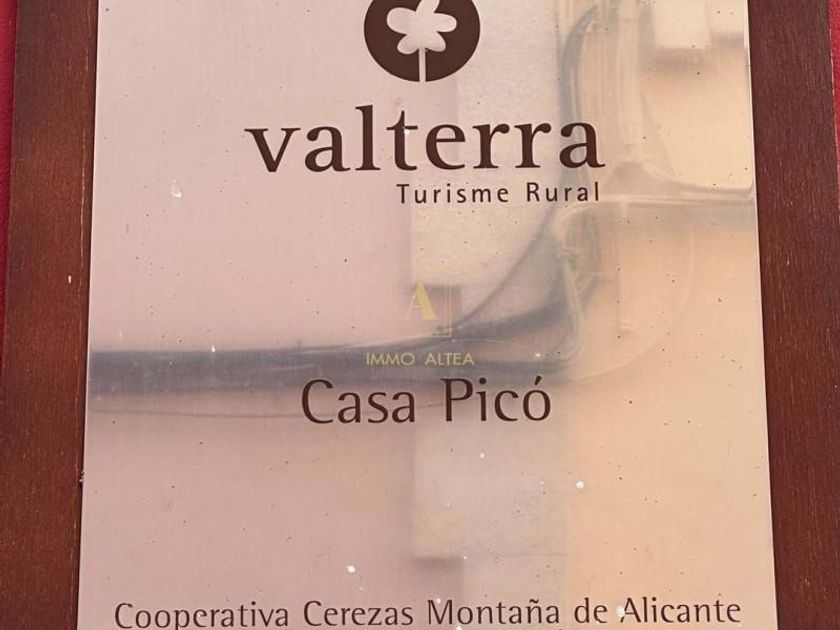 valterra
Turisme Rural
A
IMMO ALTEA
Casa Picó
Cooperativa Cerezas Montaña de Alicante